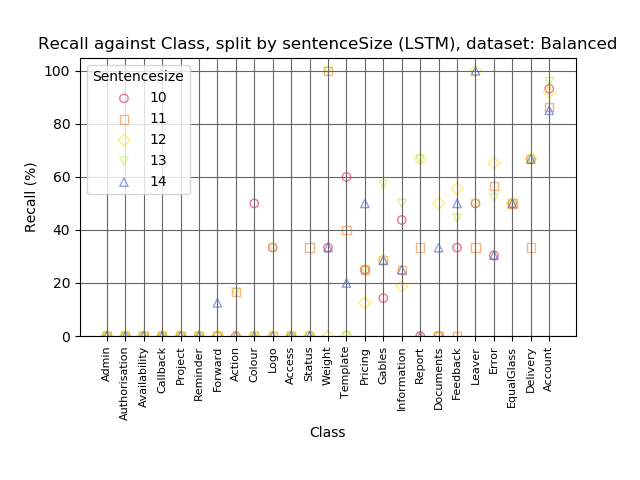 Recall against Class, split by sentenceSize (LSTM), dataset: Balanced
Sentencesize
10
11
12
13
14
100
80
60
40
20
0
Recall (%)
Admin
Authorisation
Availability
Callback
Project
Reminder
Forward
Action
Colour
Logo
Access
Status
Weight
Template
Pricing
Gables
Information
Report
Documents
Feedback
Leaver
Error
EqualGlass
Delivery
Account
Class